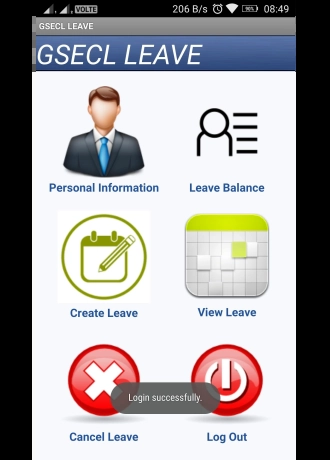 VOLTE 206 B/s 96% 08:49
GSECL LEAVE
GSECL LEAVE
Personal Information Leave Balance
Create Leave View Leave
Login successfully.
Cancel Leave Log Out